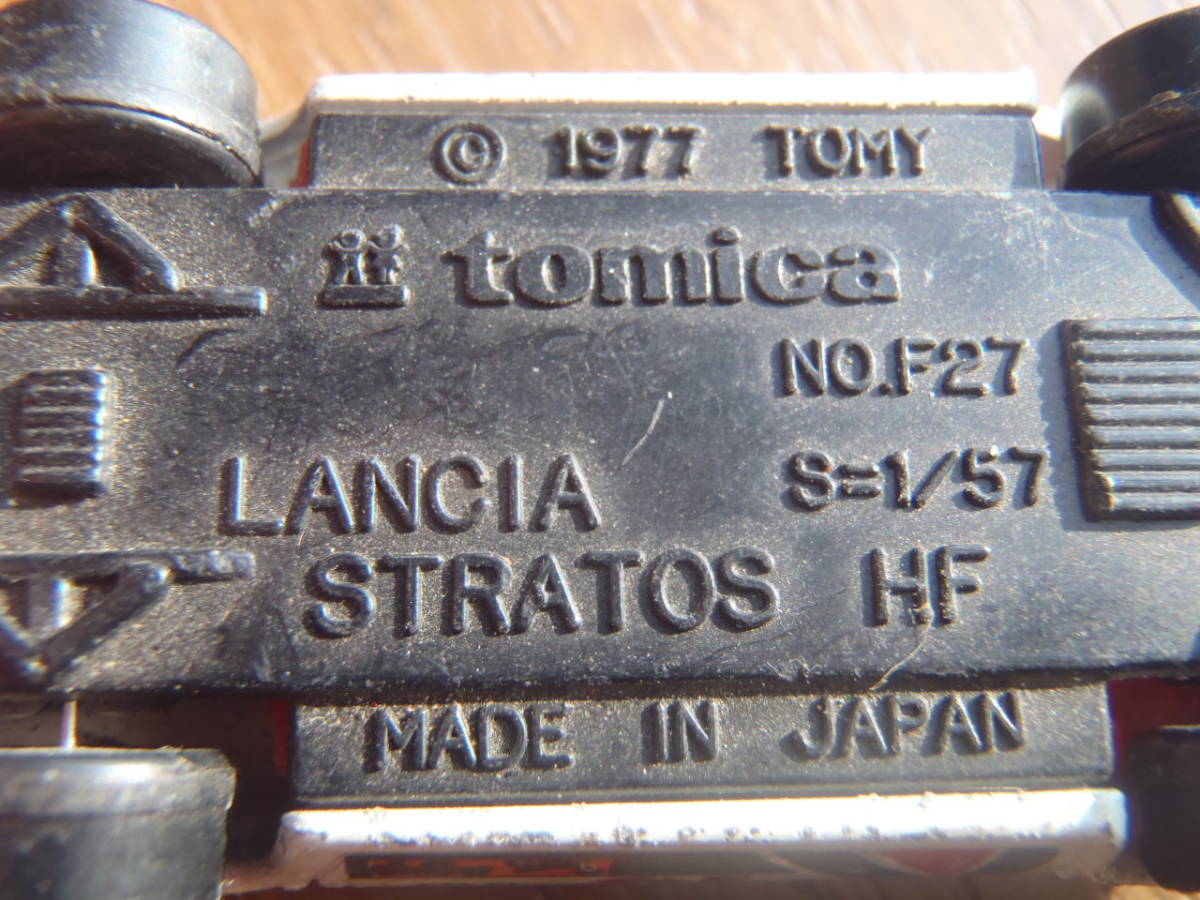 © 1977 TOMY
tomica
NO.F27
LANCIA S=1/57
STRATOS HF
MADE IN JAPAN